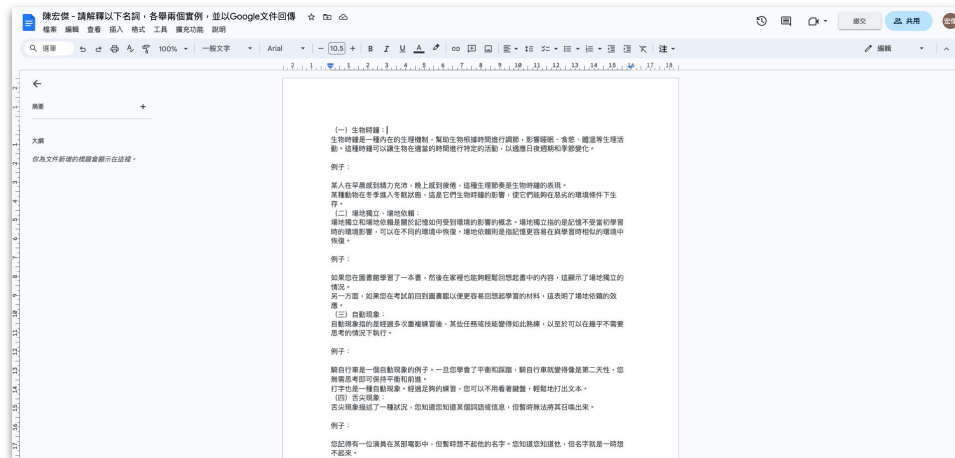 陳宏傑 - 請解釋以下名詞，各舉兩個實例，並以Google文件回傳
檔案 編輯 查看 插入 格式 工具 擴充功能 說明
繳交
共用
宏傑
選單
100%
一般文字
Arial
10.5
B I U A
注
編輯
2 1 1 2 3 4 5 6 7 8 9 10 11 12 13 14 15 16 17 18
摘要
大綱
你為文件新增的標題會顯示在這裡。
（一）生物時鐘：
生物時鐘是一種內在的生理機制，幫助生物根據時間進行調節，影響睡眠、食慾、體溫等生理活
動。這種時鐘可以讓生物在適當的時間進行特定的活動，以適應日夜週期和季節變化。
例子：
某人在早晨感到精力充沛，晚上感到疲倦，這種生理節奏是生物時鐘的表現。
某種動物在冬季進入冬眠狀態，這是它們生物時鐘的影響，使它們能夠在惡劣的環境條件下生
存。
（二）場地獨立、場地依賴：
場地獨立和場地依賴是關於記憶如何受到環境的影響的概念。場地獨立指的是記憶不受當初學習
時的環境影響，可以在不同的環境中恢復。場地依賴則是指記憶更容易在與學習時相似的環境中
恢復。
例子：
如果您在圖書館學習了一本書，然後在家裡也能夠輕鬆回想起書中的內容，這顯示了場地獨立的
情況。
另一方面，如果您在考試前回到圖書館以便更容易回想起學習的材料，這表明了場地依賴的效
應。
（三）自動現象：
自動現象指的是經過多次重複練習後，某些任務或技能變得如此熟練，以至於可以在幾乎不需要
思考的情況下執行。
例子：
騎自行車是一個自動現象的例子。一旦您學會了平衡和踩踏，騎自行車就變得像是第二天性，您
無需思考即可保持平衡和前進。
打字也是一種自動現象。經過足夠的練習，您可以不用看著鍵盤，輕鬆地打出文本。
（四）舌尖現象：
舌尖現象描述了一種狀況，您知道您知道某個詞語或信息，但暫時無法將其召喚出來。
例子：
您記得有一位演員在某部電影中，但暫時想不起他的名字。您知道您知道他，但名字就是一時想
不起來。